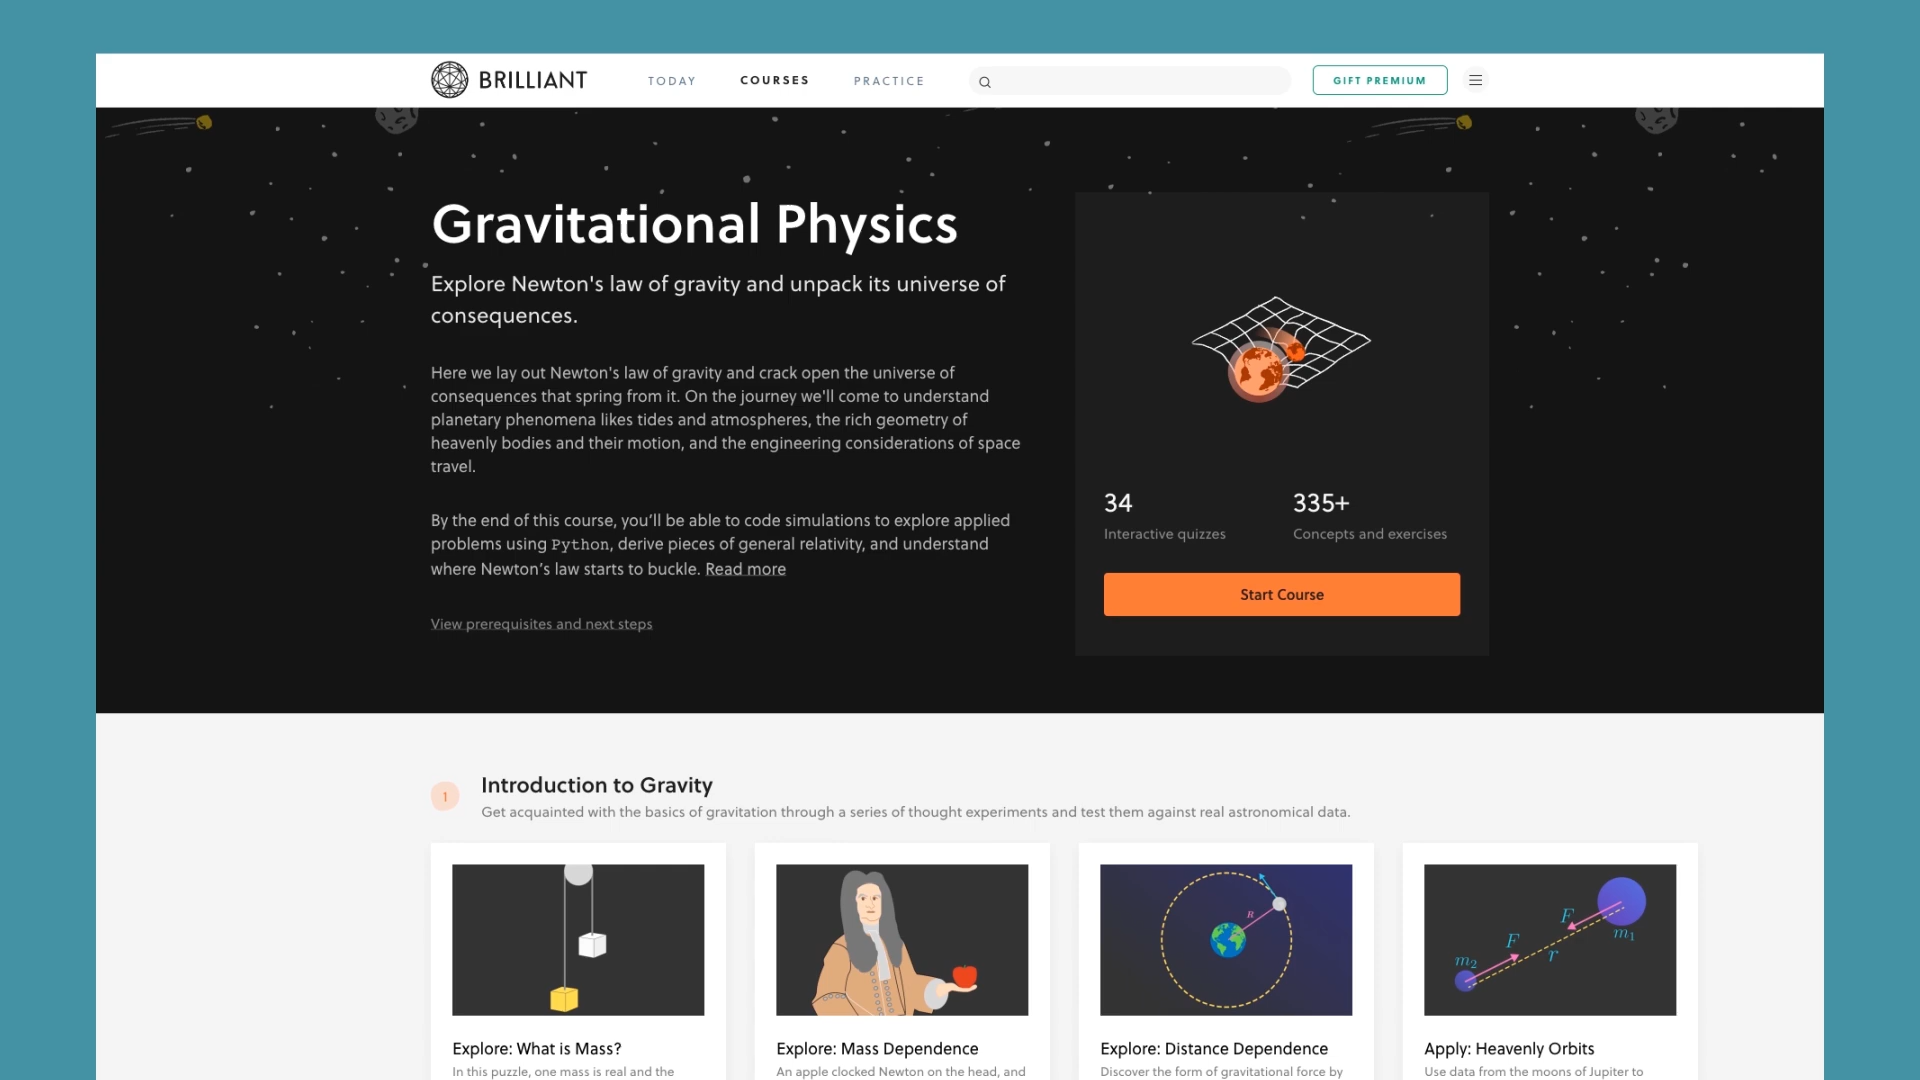 BRILLIANT
TODAY
COURSES
PRACTICE
GIFT PREMIUM
Gravitational Physics
Explore Newton's law of gravity and unpack its universe of
consequences.
Here we lay out Newton's law of gravity and crack open the universe of
consequences that spring from it. On the journey we'll come to understand
planetary phenomena likes tides and atmospheres, the rich geometry of
heavenly bodies and their motion, and the engineering considerations of space
travel.
By the end of this course, you’ll be able to code simulations to explore applied
problems using Python, derive pieces of general relativity, and understand
where Newton’s law starts to buckle. Read more
View prerequisites and next steps
34
Interactive quizzes
335+
Concepts and exercises
Start Course
1
Introduction to Gravity
Get acquainted with the basics of gravitation through a series of thought experiments and test them against real astronomical data.
Explore: What is Mass?
In this puzzle, one mass is real and the
Explore: Mass Dependence
An apple clocked Newton on the head, and
R
Explore: Distance Dependence
Discover the form of gravitational force by
F
m₁
F
r
m₂
Apply: Heavenly Orbits
Use data from the moons of Jupiter to